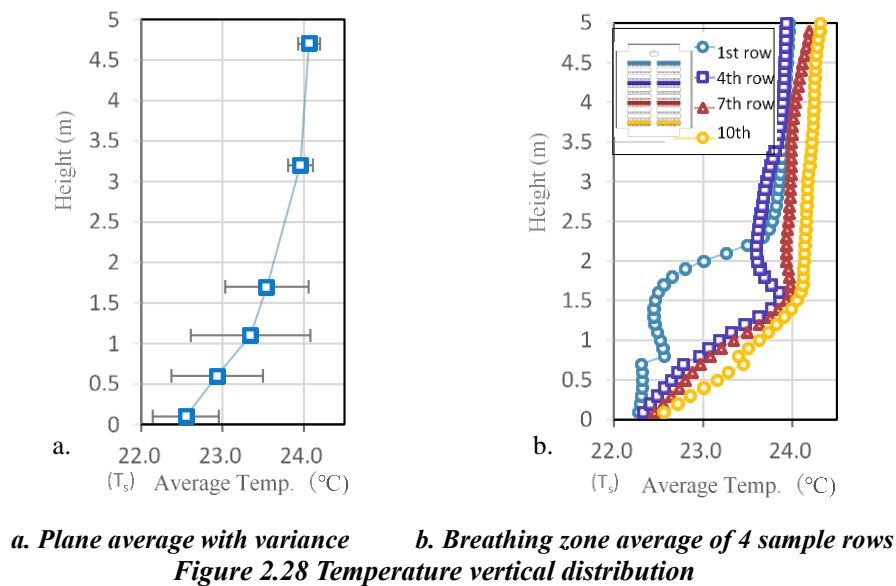 5
4.5
4
3.5
3
2.5
2
1.5
1
0.5
0
Height (m)
a.
22.0 23.0 24.0
(Ts) Average Temp. (°C)
5
4.5
4
3.5
3
2.5
2
1.5
1
0.5
0
Height (m)
1st row
4th row
7th row
10th
b.
22.0 23.0 24.0
(Ts) Average Temp. (°C)
a. Plane average with variance b. Breathing zone average of 4 sample rows
Figure 2.28 Temperature vertical distribution